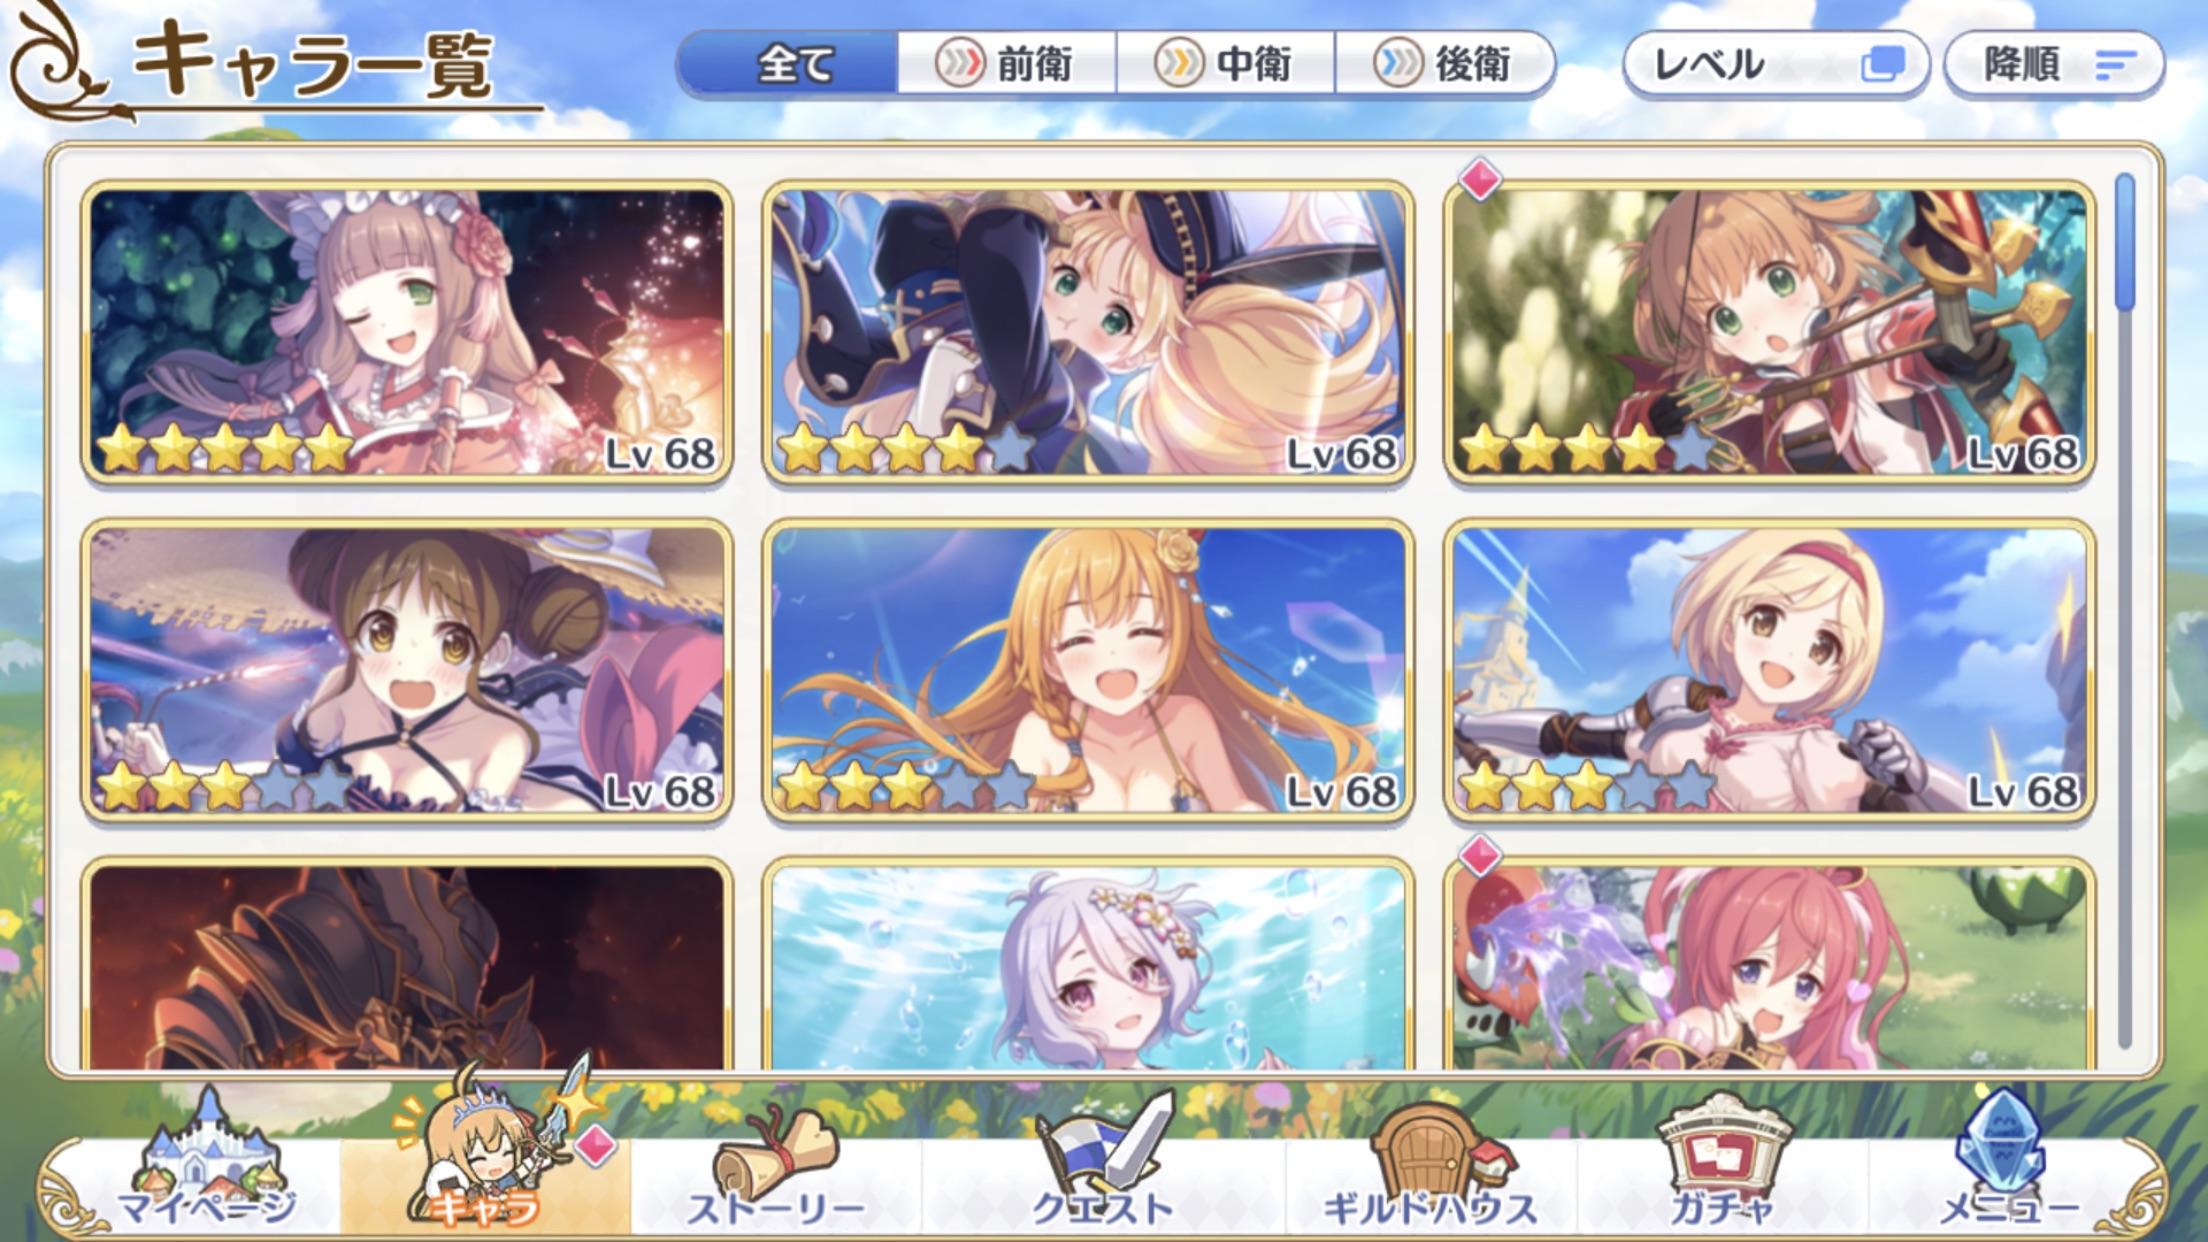 キャラ一覧
全て
前衛
中衛
後衛
レベル
降順
Lv 68
Lv 68
Lv 68
Lv 68
Lv 68
Lv 68
マイページ
キャラ
ストーリー
クエスト
ギルドハウス
ガチャ
メニュー